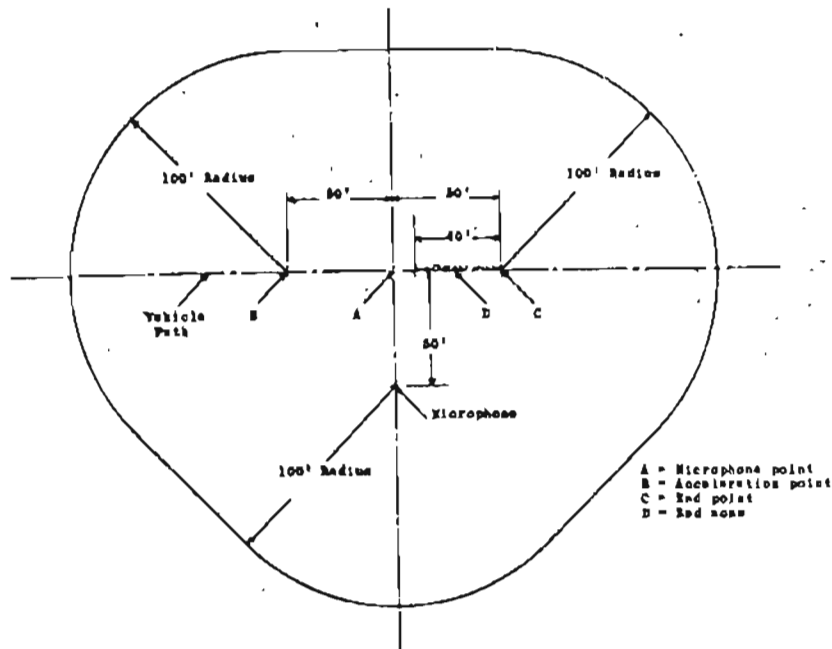 100' Radius
100' Radius
50'
50'
40'
Vehicle
Path
B
A
D
C
50'
Microphone
100' Radius
A = Microphone point
B = Acceleration point
C = End point
D = End zone